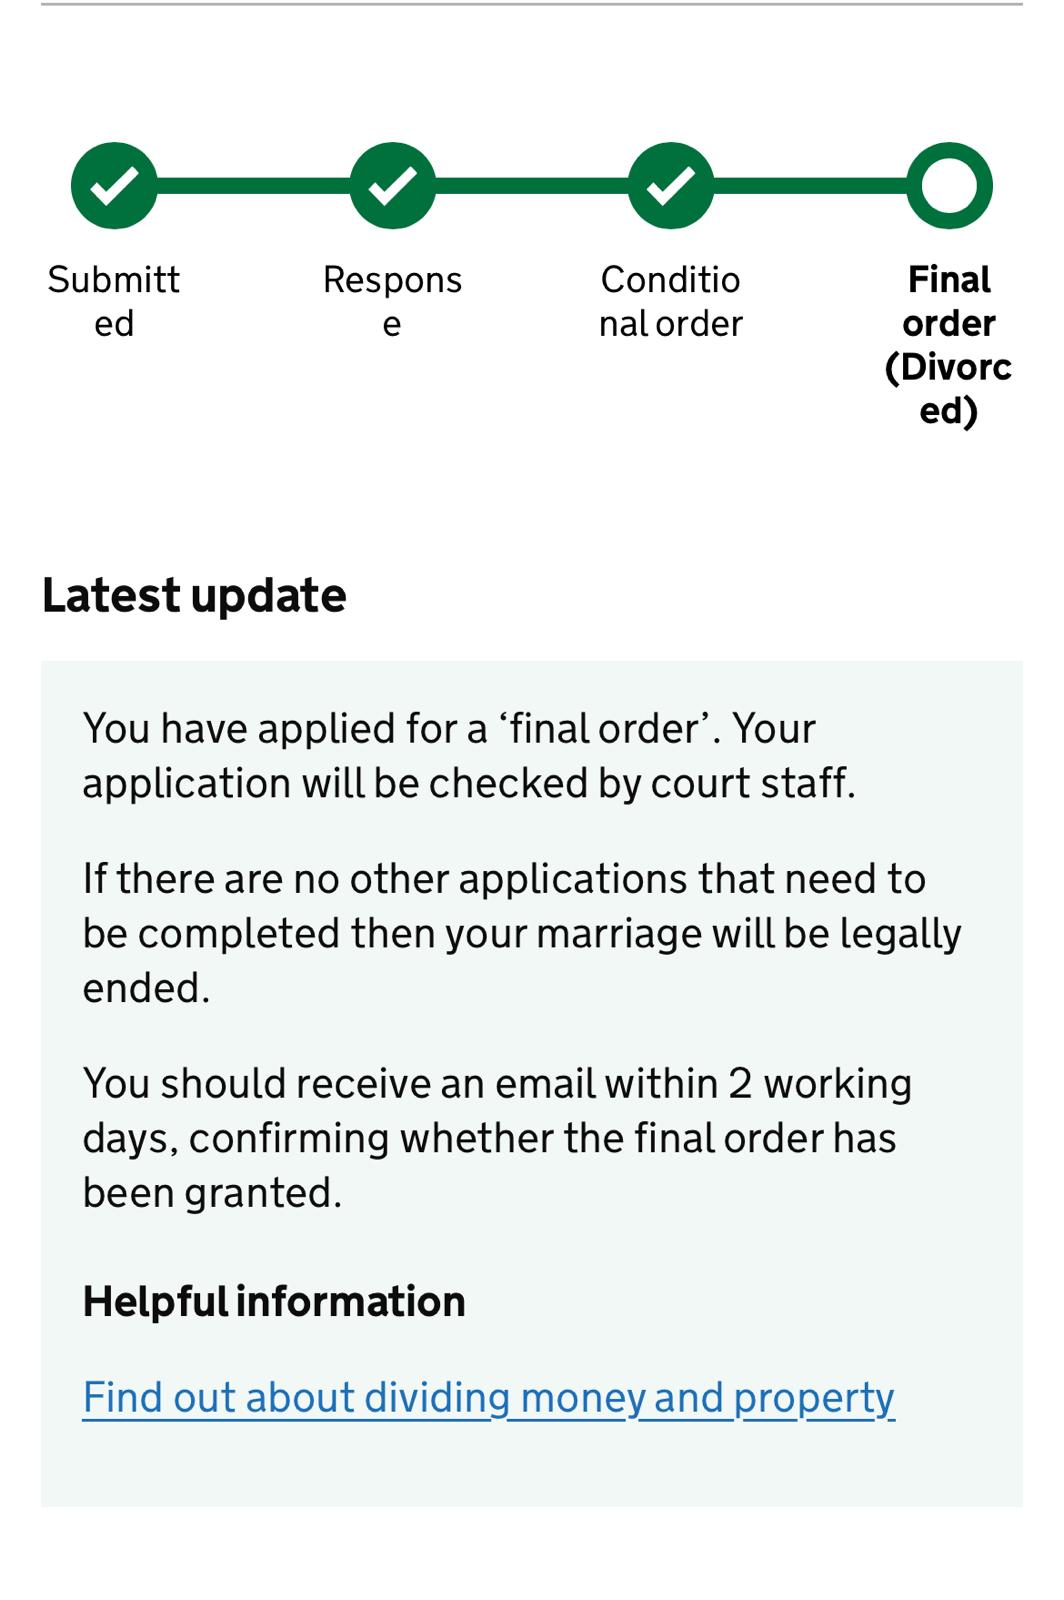 Submitt
ed
Respons
e
Conditio
nal order
Final
order
(Divorc
ed)
Latest update
You have applied for a ‘final order’. Your
application will be checked by court staff.
If there are no other applications that need to
be completed then your marriage will be legally
ended.
You should receive an email within 2 working
days, confirming whether the final order has
been granted.
Helpful information
Find out about dividing money and property